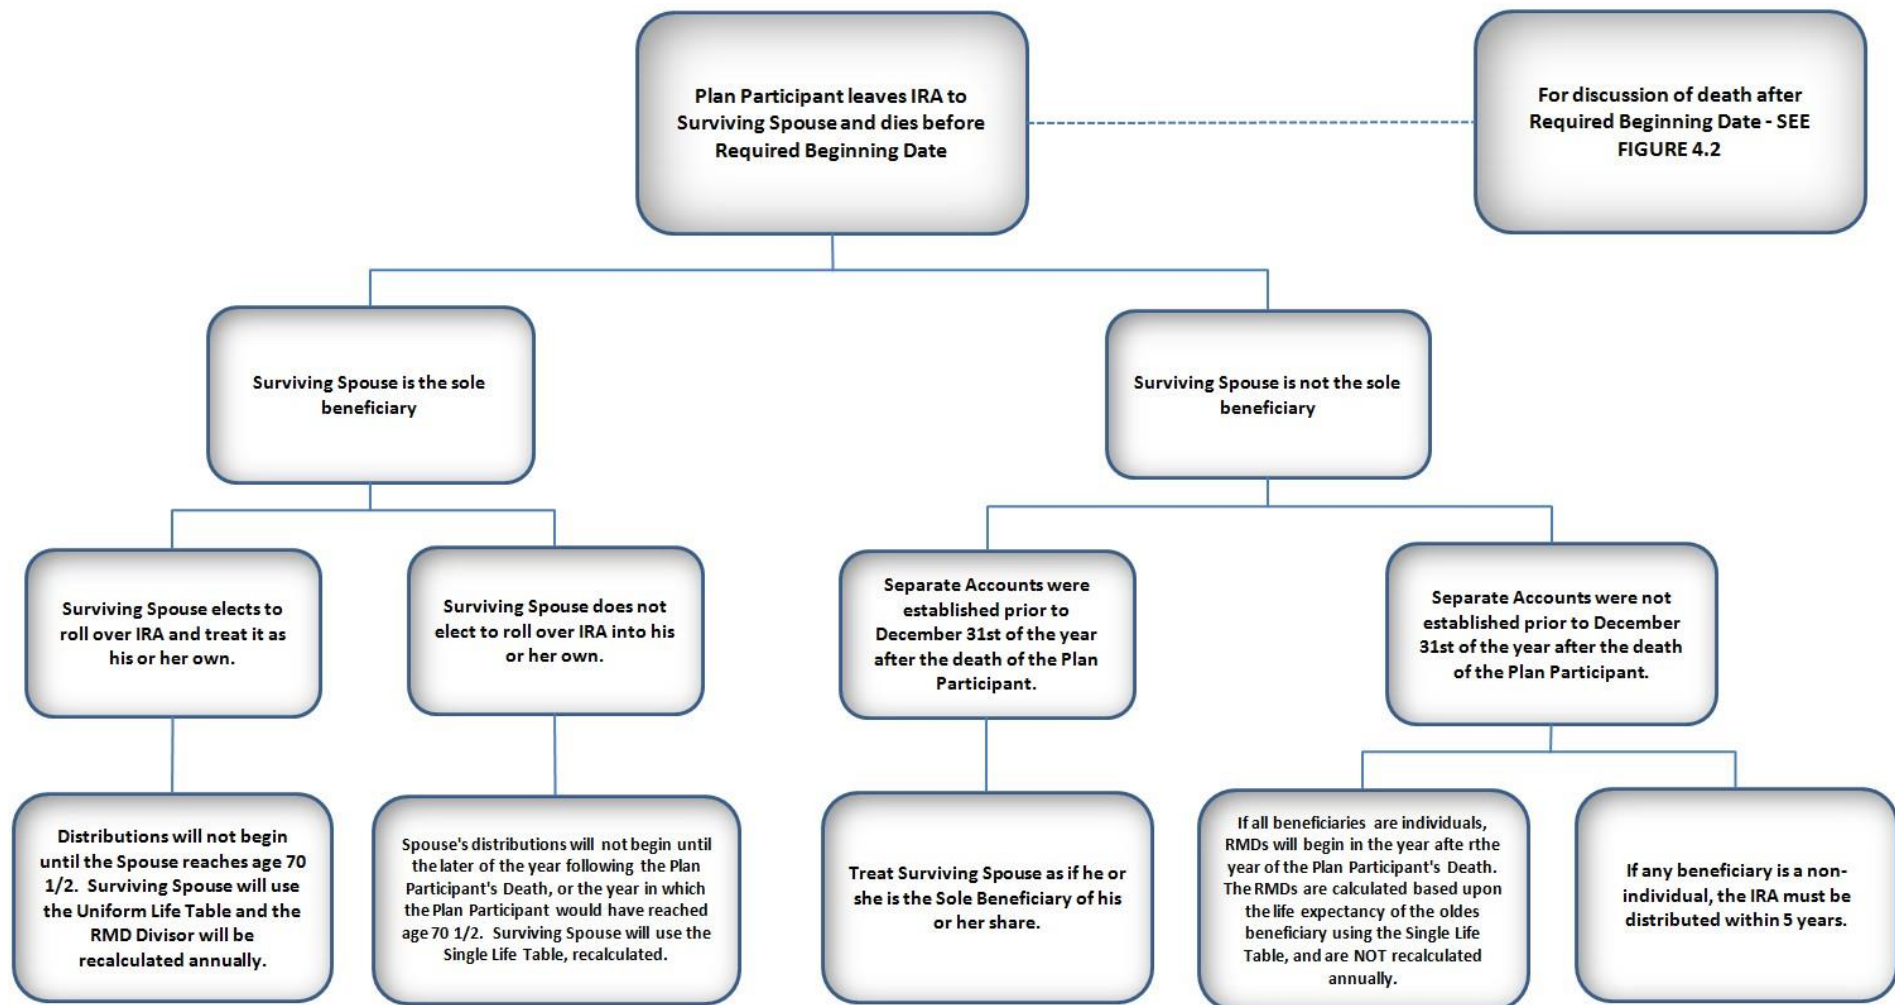 Plan Participant leaves IRA to
Surviving Spouse and dies before
Required Beginning Date
For discussion of death after
Required Beginning Date - SEE
FIGURE 4.2
Surviving Spouse is the sole
beneficiary
Surviving Spouse is not the sole
beneficiary
Surviving Spouse elects to
roll over IRA and treat it as
his or her own.
Surviving Spouse does not
elect to roll over IRA into his
or her own.
Separate Accounts were
established prior to
December 31st of the year
after the death of the Plan
Participant.
Separate Accounts were not
established prior to December
31st of the year after the death
of the Plan Participant.
Distributions will not begin
until the Spouse reaches age 70
1/2. Surviving Spouse will use
the Uniform Life Table and the
RMD Divisor will be
recalculated annually.
Spouse's distributions will not begin until
the later of the year following the Plan
Participant's Death, or the year in which
the Plan Participant would have reached
age 70 1/2. Surviving Spouse will use the
Single Life Table, recalculated.
Treat Surviving Spouse as if he or
she is the Sole Beneficiary of his
or her share.
If all beneficiaries are individuals,
RMDs will begin in the year afte rthe
year of the Plan Participant's Death.
The RMDs are calculated based upon
the life expectancy of the oldes
beneficiary using the Single Life
Table, and are NOT recalculated
annually.
If any beneficiary is a non-
individual, the IRA must be
distributed within 5 years.